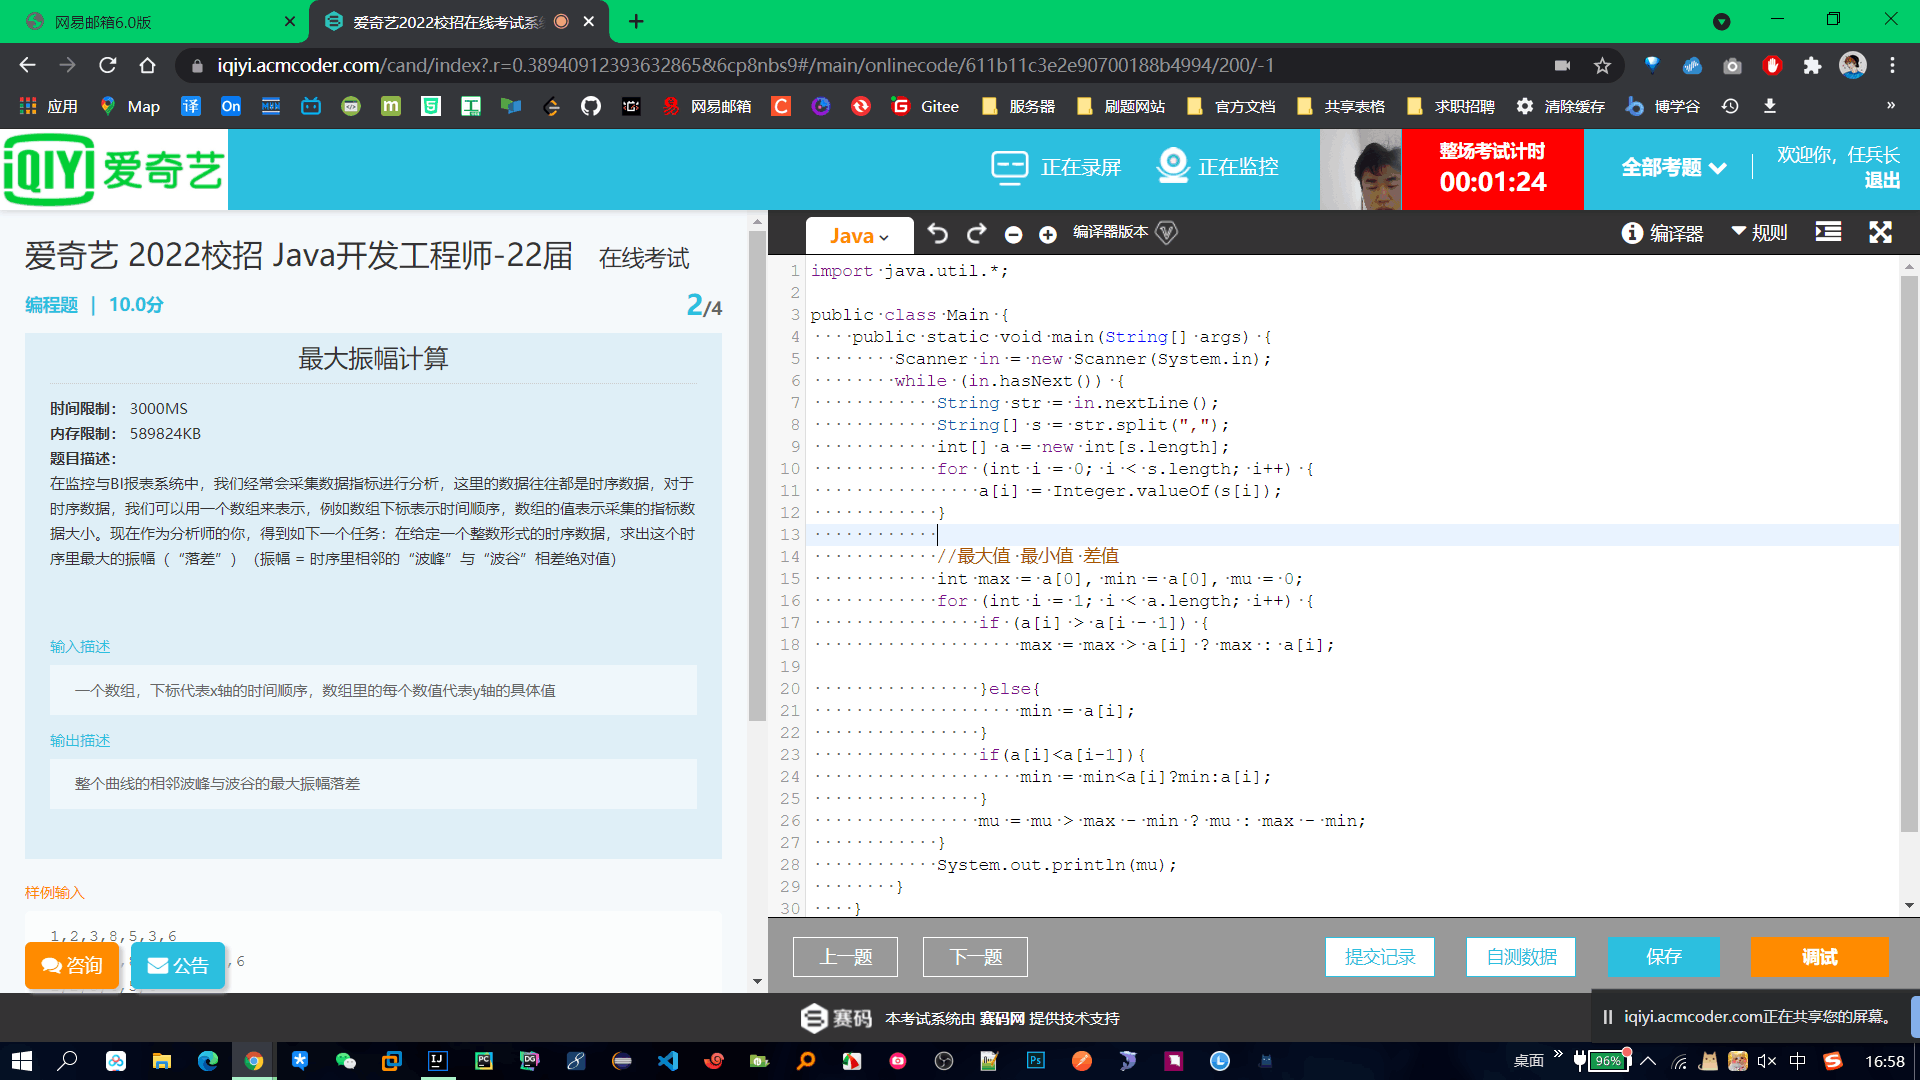 网易邮箱6.0版
爱奇艺2022校招在线考试系统
iqiyi.acmcoder.com/cand/index?.r=0.38940912393632865&6cp8nbs9#/main/onlinecode/611b11c3e2e90700188b4994/200/-1
应用 Map 译 On 网易邮箱 Gitee 服务器 刷题网站 官方文档 共享表格 求职招聘 清除缓存 博学谷 »
iQIYI 爱奇艺
正在录屏 正在监控
整场考试计时
00:01:24
全部考题
欢迎你，任兵长
退出
爱奇艺 2022校招 Java开发工程师-22届 在线考试
编程题 | 10.0分
2/4
最大振幅计算
时间限制： 3000MS
内存限制： 589824KB
题目描述：
在监控与BI报表系统中，我们经常会采集数据指标进行分析，这里的数据往往都是时序数据，对于
时序数据，我们可以用一个数组来表示，例如数组下标表示时间顺序，数组的值表示采集的指标数
据大小。现在作为分析师的你，得到如下一个任务：在给定一个整数形式的时序数据，求出这个时
序里最大的振幅（“落差”）（振幅 = 时序里相邻的“波峰”与“波谷”相差绝对值）
输入描述
一个数组，下标代表x轴的时间顺序，数组里的每个数值代表y轴的具体值
输出描述
整个曲线的相邻波峰与波谷的最大振幅落差
样例输入
1,2,3,8,5,3,6
,6
咨询 公告
Java 编译器版本 编译器 规则
1 import java.util.*;
2
3 public class Main {
4 public static void main(String[] args) {
5 Scanner in = new Scanner(System.in);
6 while (in.hasNext()) {
7 String str = in.nextLine();
8 String[] s = str.split(",");
9 int[] a = new int[s.length];
10 for (int i = 0; i < s.length; i++) {
11 a[i] = Integer.valueOf(s[i]);
12 }
13
14 //最大值 最小值 差值
15 int max = a[0], min = a[0], mu = 0;
16 for (int i = 1; i < a.length; i++) {
17 if (a[i] > a[i - 1]) {
18 max = max > a[i] ? max : a[i];
19
20 }else{
21 min = a[i];
22 }
23 if(a[i]<a[i-1]){
24 min = min<a[i]?min:a[i];
25 }
26 mu = mu > max - min ? mu : max - min;
27 }
28 System.out.println(mu);
29 }
30 }
上一题 下一题 提交记录 自测数据 保存 调试
赛码 本考试系统由 赛码网 提供技术支持
iqiyi.acmcoder.com正在共享您的屏幕。
桌面 » 96% 中 16:58